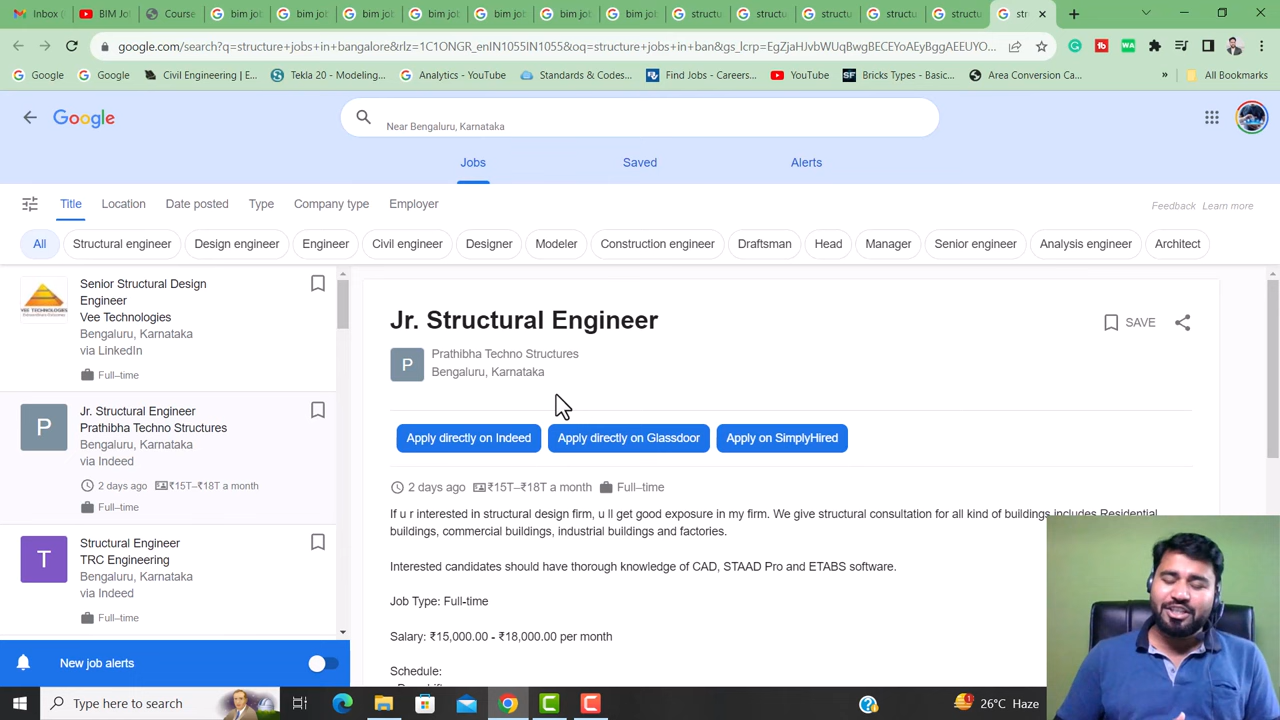 Inbox (
BIM Jo
Course
bim jo
bim jo
bim jo
bim jo
bim jo
bim jo
bim jo
structu
structu
structu
structu
structu
str
google.com/search?q=structure+jobs+in+bangalore&rlz=1C1ONGR_enIN1055IN1055&oq=structure+jobs+in+ban&gs_lcrp=EgZjaHJvbWUqBwgBECEYoAEyBggAEEUYO...
Google
Google
Civil Engineering | E...
Tekla 20 - Modeling...
Analytics - YouTube
Standards & Codes...
Find Jobs - Careers...
YouTube
Bricks Types - Basic...
Area Conversion Ca...
»
All Bookmarks
Google
Near Bengaluru, Karnataka
Jobs
Saved
Alerts
Title
Location
Date posted
Type
Company type
Employer
Feedback
Learn more
All
Structural engineer
Design engineer
Engineer
Civil engineer
Designer
Modeler
Construction engineer
Draftsman
Head
Manager
Senior engineer
Analysis engineer
Architect
Senior Structural Design
Engineer
Vee Technologies
Bengaluru, Karnataka
via LinkedIn
Full–time
VEE TECHNOLOGIES
P
Jr. Structural Engineer
Prathibha Techno Structures
Bengaluru, Karnataka
via Indeed
2 days ago
₹15T–₹18T a month
Full–time
T
Structural Engineer
TRC Engineering
Bengaluru, Karnataka
via Indeed
Full–time
New job alerts
Jr. Structural Engineer
SAVE
P
Prathibha Techno Structures
Bengaluru, Karnataka
Apply directly on Indeed
Apply directly on Glassdoor
Apply on SimplyHired
2 days ago
₹15T–₹18T a month
Full–time
If u r interested in structural design firm, u ll get good exposure in my firm. We give structural consultation for all kind of buildings includes Residential
buildings, commercial buildings, industrial buildings and factories.
Interested candidates should have thorough knowledge of CAD, STAAD Pro and ETABS software.
Job Type: Full-time
Salary: ₹15,000.00 - ₹18,000.00 per month
Schedule:
Type here to search
26°C Haze